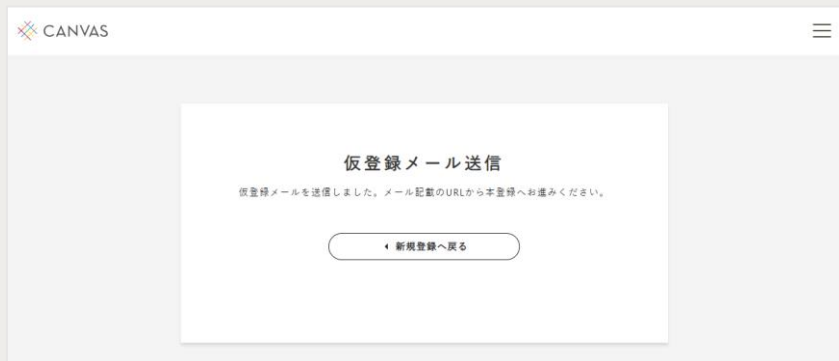 CANVAS
仮登録メール送信
仮登録メールを送信しました。メール記載のURLから本登録へお進みください。
新規登録へ戻る